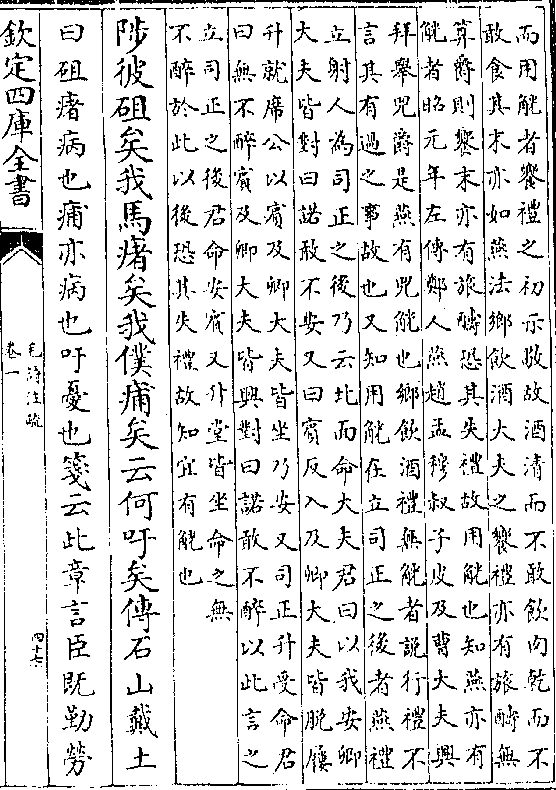 而用觥者饗禮之初示敬故酒清而不敢飲肉乾而不
敢食其末亦如燕法鄉飲酒大夫之饗禮亦有旅酬無
算爵則饗末亦有旅酬恐其失禮故用觥也知燕亦有
觥者昭元年左傳鄭人燕趙孟穆叔子皮及曹大夫興
拜舉兕爵是燕有兕觥也鄉飲酒禮無觥者說行禮不
言其有過之事故也又知用觥在立司正之後者燕禮
立射人為司正之後乃云北面命大夫君曰以我安卿
大夫皆對曰諾敢不安又曰賓反入及卿大夫皆脫屨
升就席公以賓及卿大夫皆坐乃安又司正升受命君
曰無不醉賓及卿大夫皆興對曰諾敢不醉以此言之
立司正之後君命安賓又升堂皆坐命之無
不醉於此以後恐其失禮故知宜有觥也
陟彼砠矣我馬瘏矣我僕痡矣云何吁矣傳石山戴土
曰砠瘏病也痡亦病也吁憂也箋云此章言臣既勤勞
欽定四庫全書
毛詩注疏
卷一
四十六